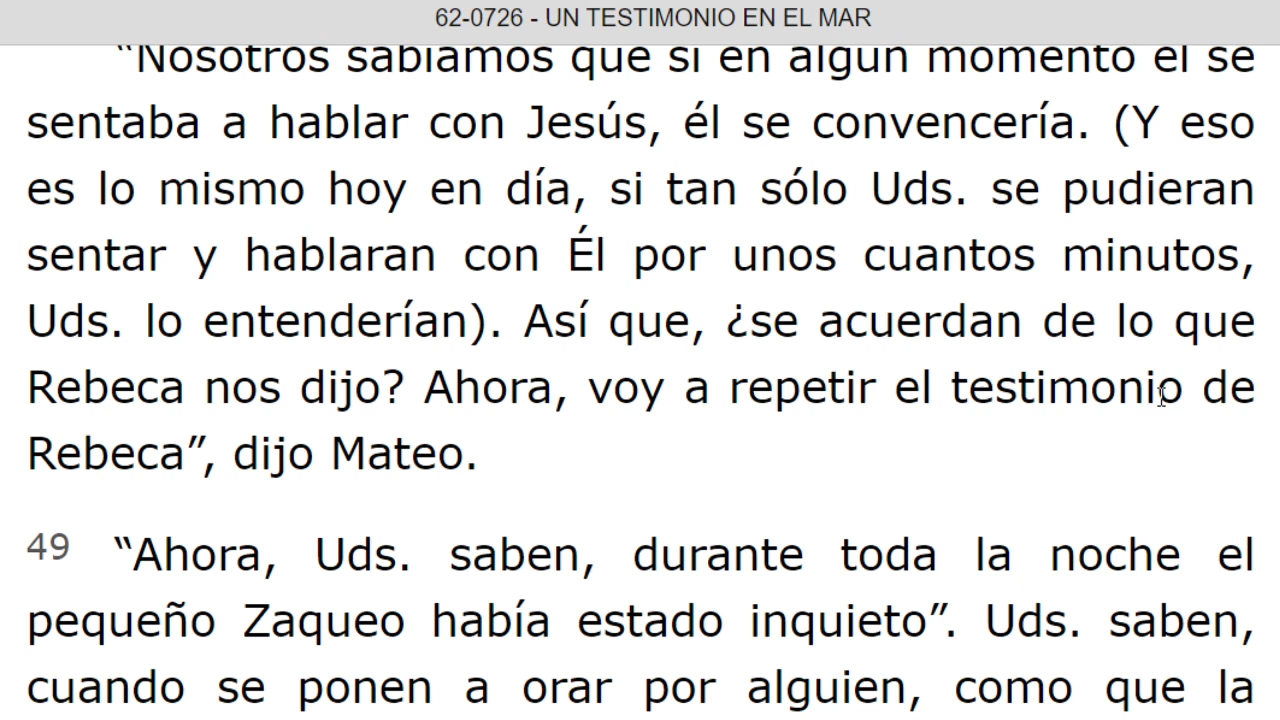 62-0726 - UN TESTIMONIO EN EL MAR
“Nosotros sabíamos que si en algún momento él se
sentaba a hablar con Jesús, él se convencería. (Y eso
es lo mismo hoy en día, si tan sólo Uds. se pudieran
sentar y hablaran con Él por unos cuantos minutos,
Uds. lo entenderían). Así que, ¿se acuerdan de lo que
Rebeca nos dijo? Ahora, voy a repetir el testimonio de
Rebeca”, dijo Mateo.
49 “Ahora, Uds. saben, durante toda la noche el
pequeño Zaqueo había estado inquieto”. Uds. saben,
cuando se ponen a orar por alguien, como que la